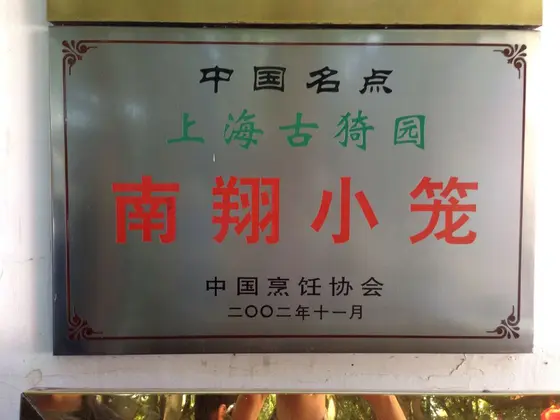 中国名点
上海古猗园
南翔小笼
中国烹饪协会
二〇〇二年十一月